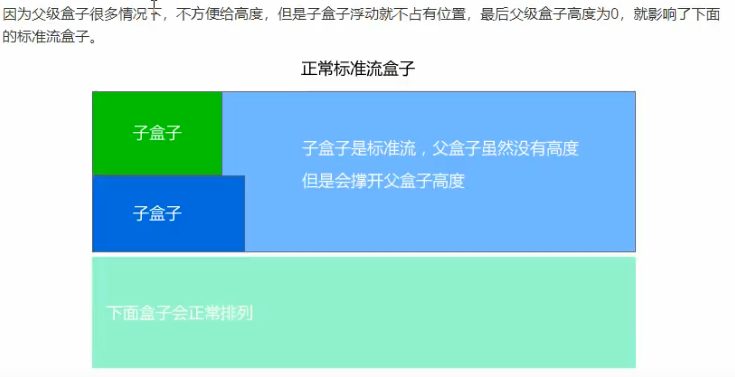 因为父级盒子很多情况下，不方便给高度，但是子盒子浮动就不占有位置，最后父级盒子高度为0，就影响了下面
的标准流盒子。
正常标准流盒子
子盒子
子盒子是标准流，父盒子虽然没有高度
但是会撑开父盒子高度
子盒子
下面盒子会正常排列